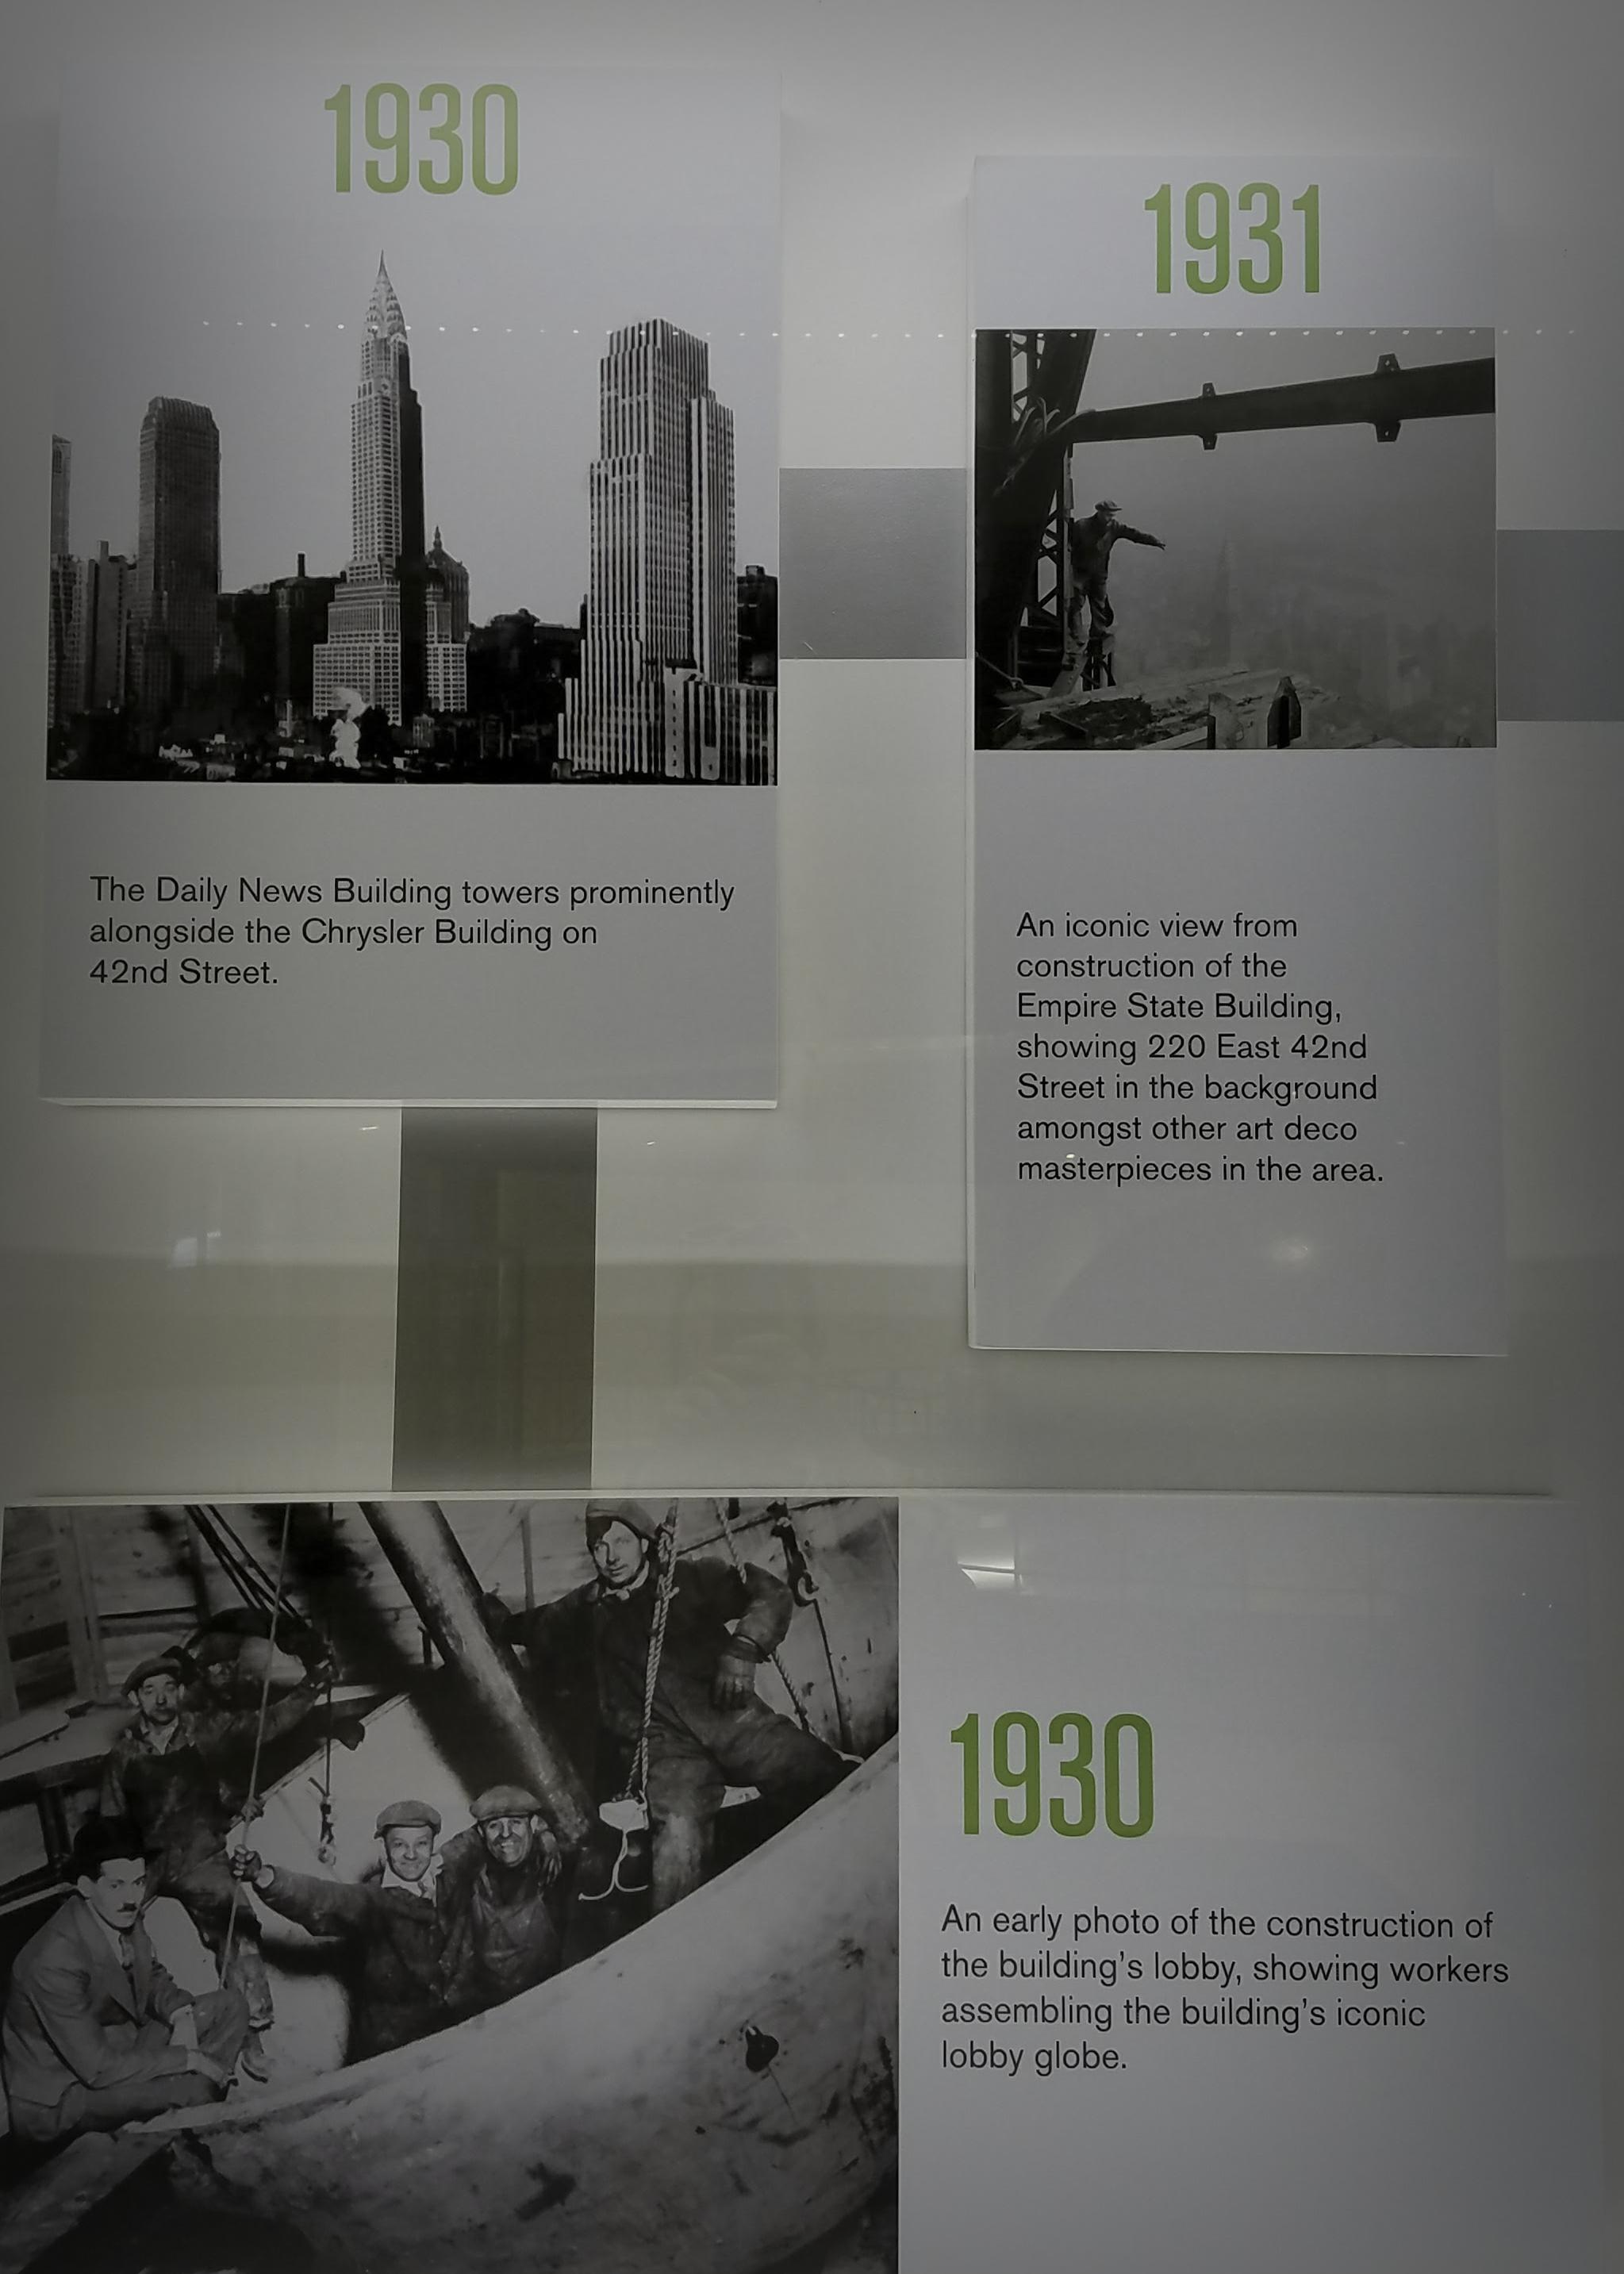 1930
The Daily News Building towers prominently
alongside the Chrysler Building on
42nd Street.
1931
An iconic view from
construction of the
Empire State Building,
showing 220 East 42nd
Street in the background
amongst other art deco
masterpieces in the area.
1930
An early photo of the construction of
the building's lobby, showing workers
assembling the building's iconic
lobby globe.